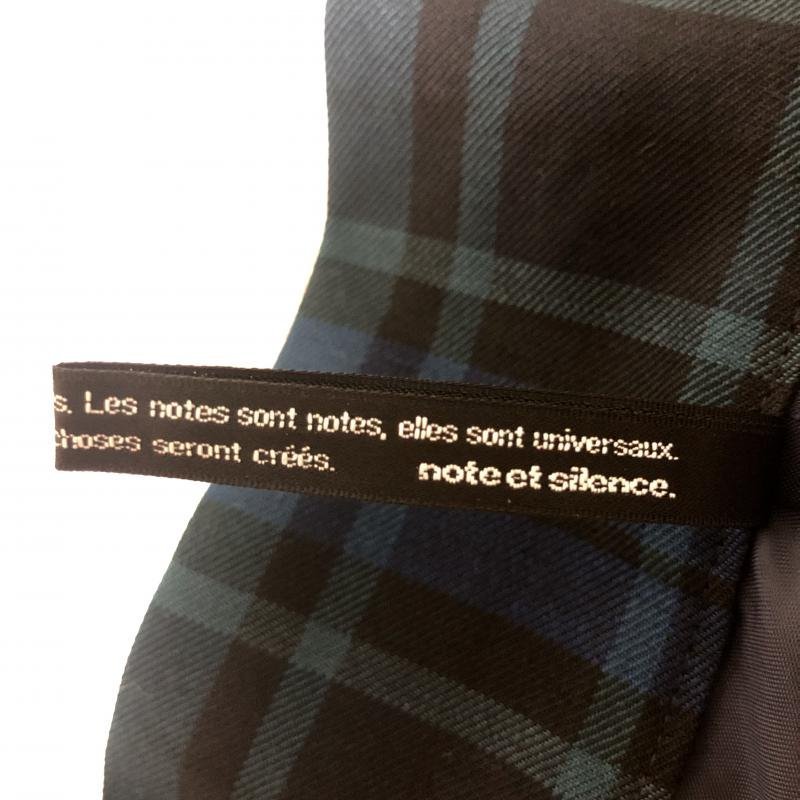 s. Les notes sont notes, elles sont universaux.
choses seront créés. note et silence.